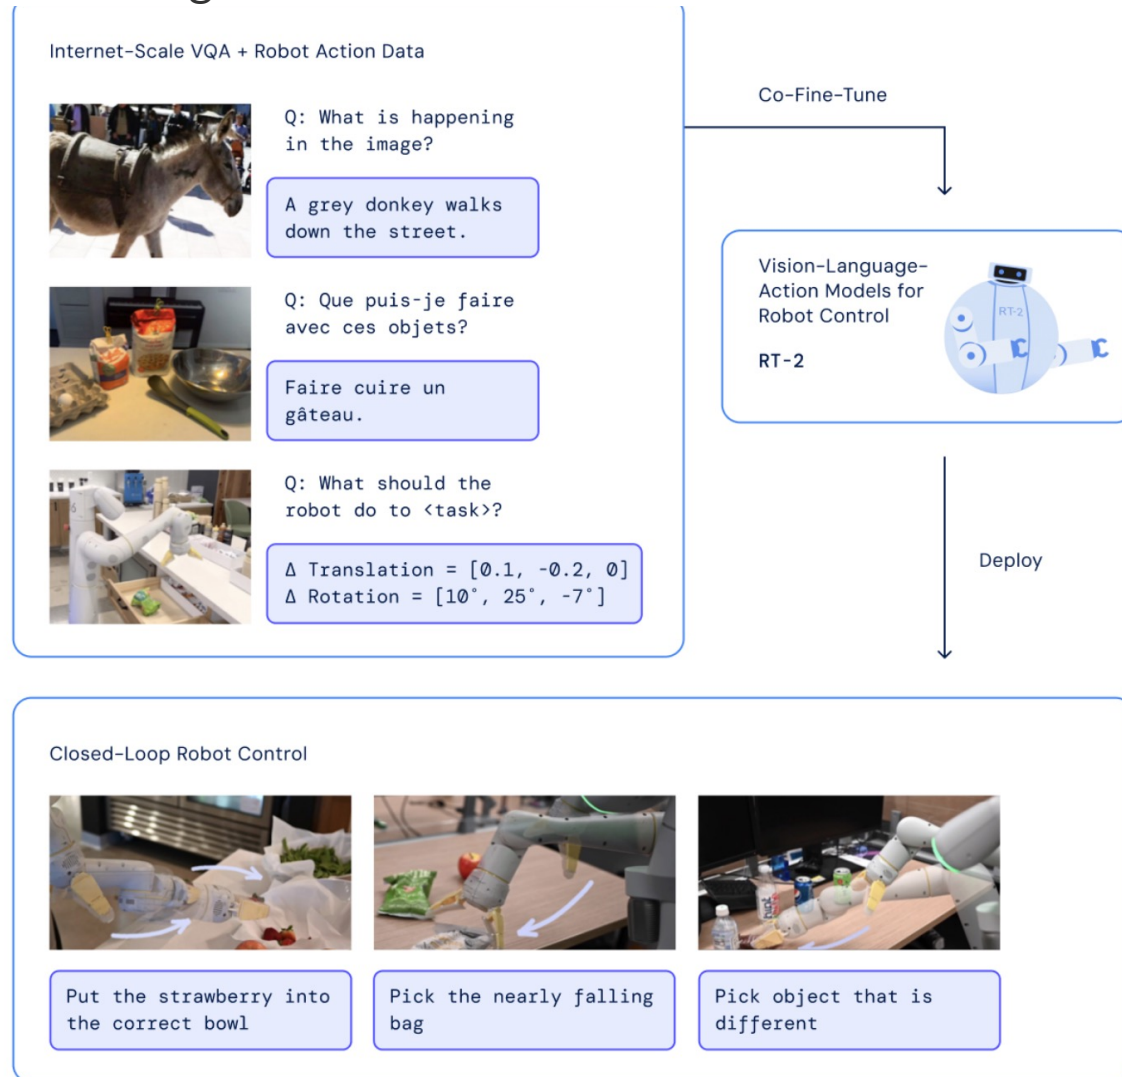 Internet-Scale VQA + Robot Action Data
Q: What is happening
in the image?
A grey donkey walks
down the street.
Q: Que puis-je faire
avec ces objets?
Faire cuire un
gâteau.
Q: What should the
robot do to <task>?
Δ Translation = [0.1, -0.2, 0]
Δ Rotation = [10°, 25°, -7°]
Co-Fine-Tune
Vision-Language-
Action Models for
Robot Control
RT-2
RT-2
Deploy
Closed-Loop Robot Control
Put the strawberry into
the correct bowl
Pick the nearly falling
bag
Pick object that is
different